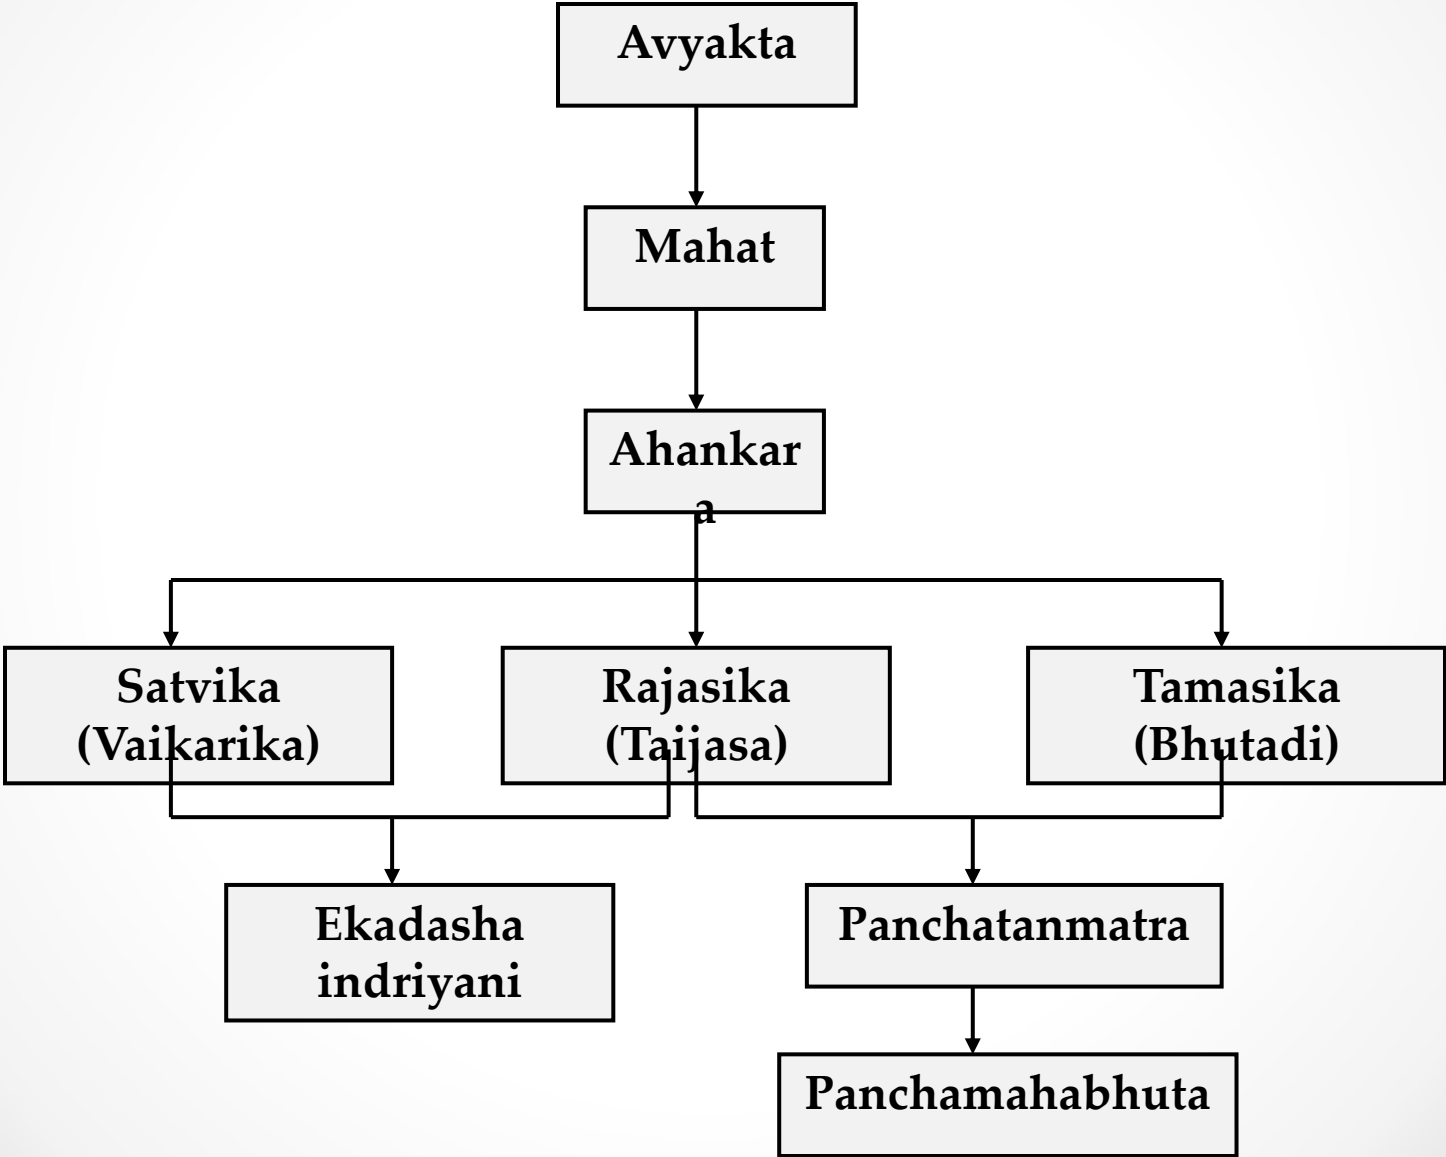 Avyakta
Mahat
Ahankar
a
Satvika
(Vaikarika)
Rajasika
(Taijasa)
Tamasika
(Bhutadi)
Ekadasha
indriyani
Panchatanmatra
Panchamahabhuta